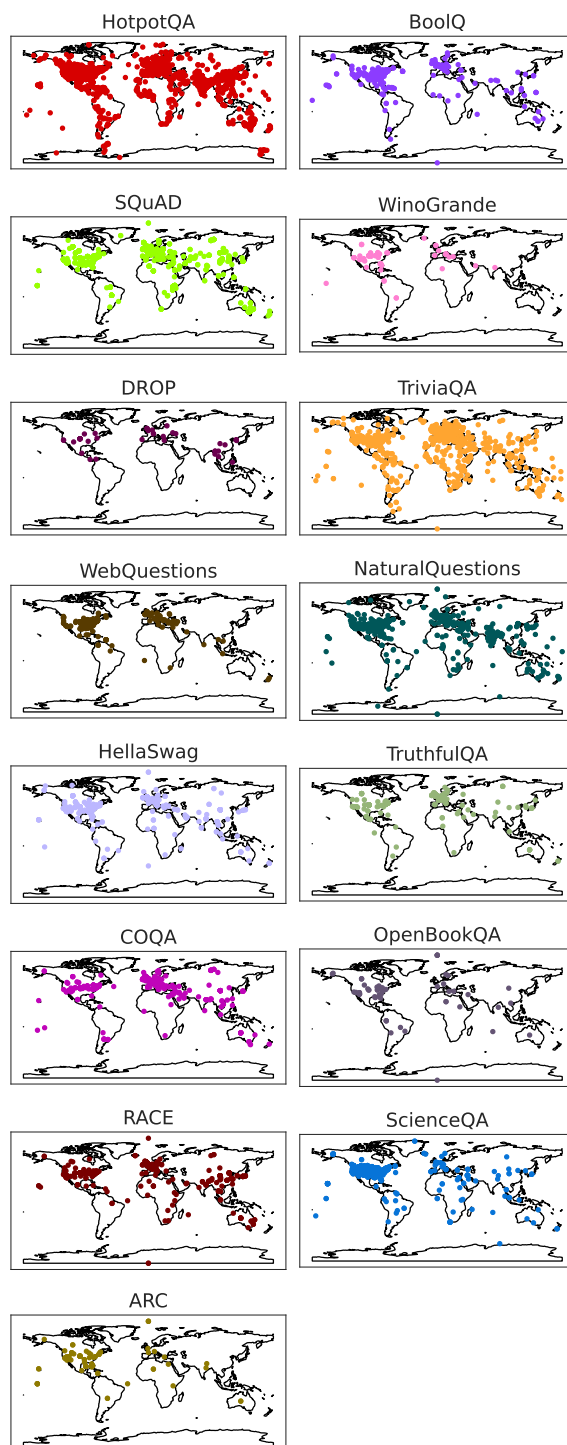 HotpotQA
BoolQ
SQuAD
WinoGrande
DROP
TriviaQA
WebQuestions
NaturalQuestions
HellaSwag
TruthfulQA
COQA
OpenBookQA
RACE
ScienceQA
ARC